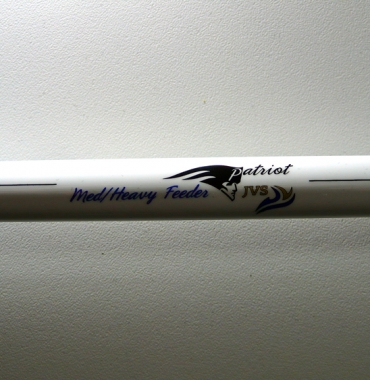 Patriot
Med/Heavy Feeder JVS